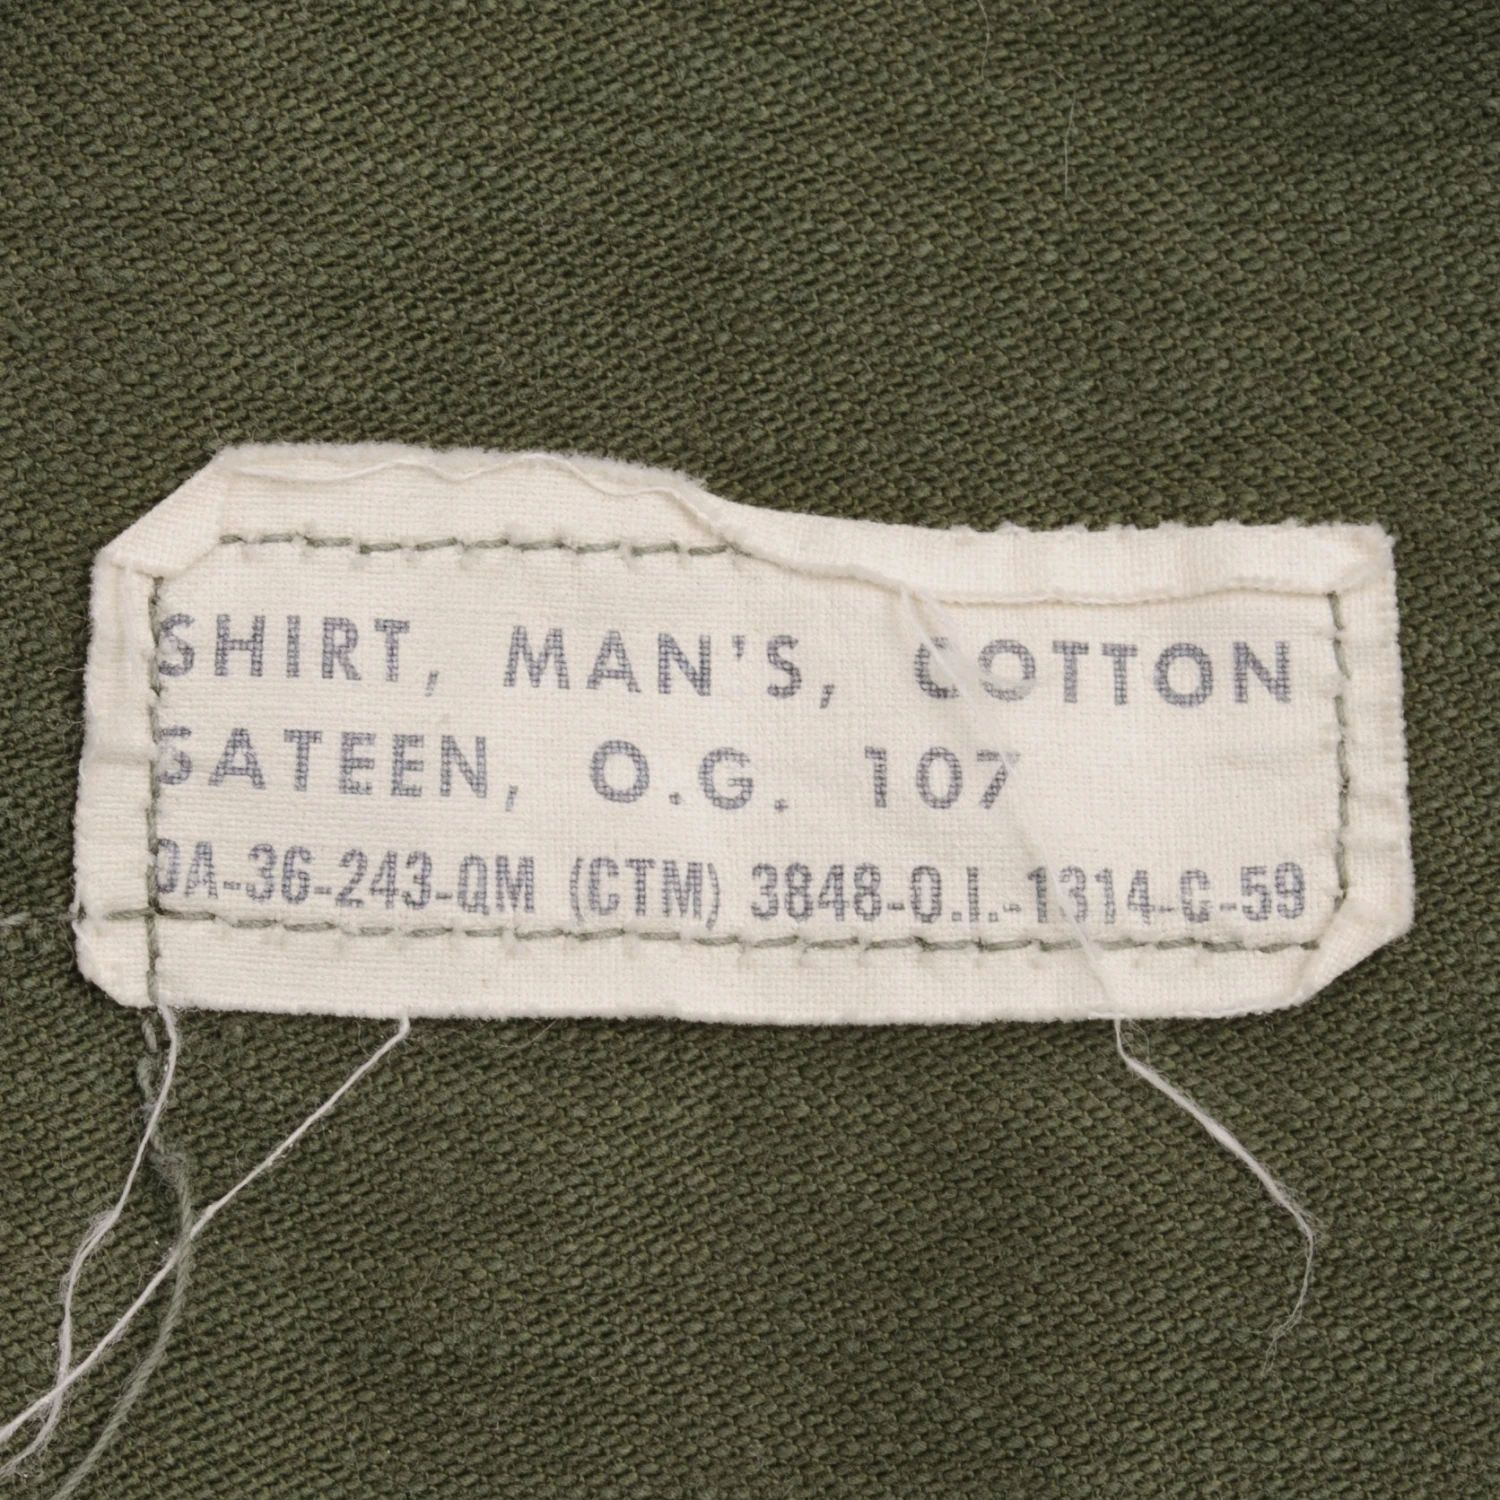 SHIRT, MAN'S, COTTON
SATEEN, O.G. 107
DA-36-243-QM (CTM) 3848-O.I.-1314-C-59